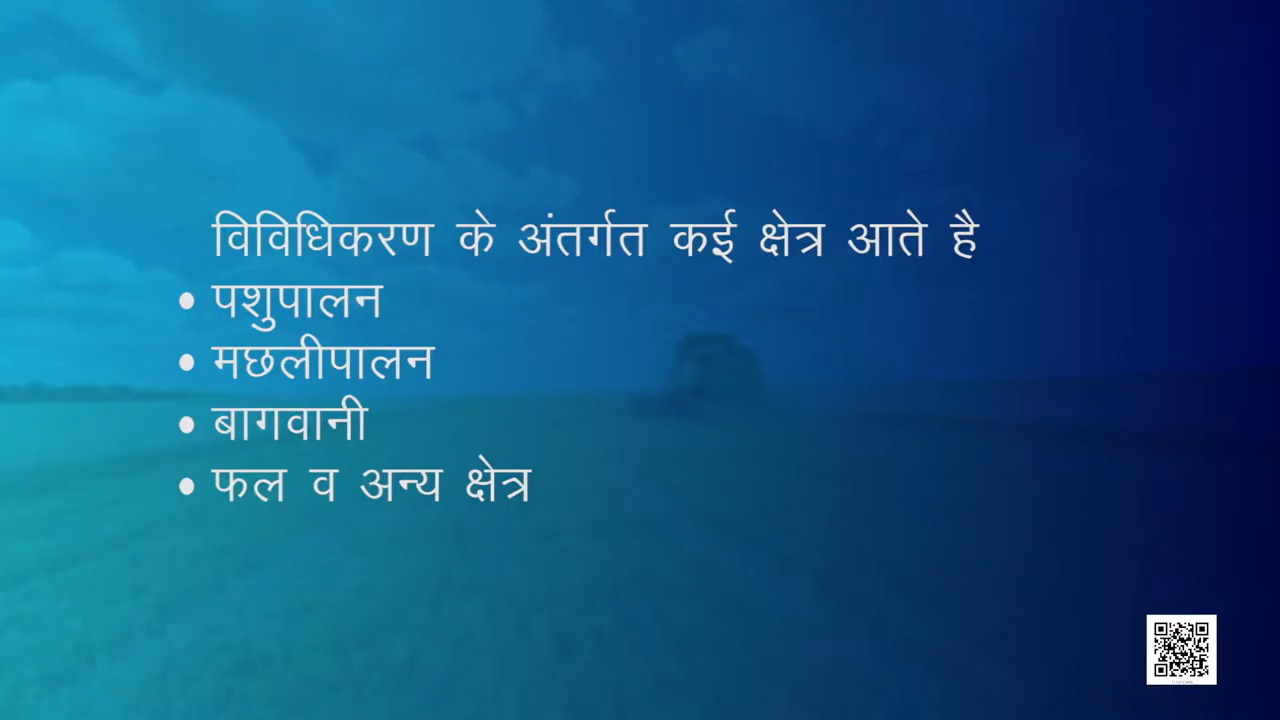 विविधिकरण के अंतर्गत कई क्षेत्र आते है
• पशुपालन
• मछलीपालन
• बागवानी
• फल व अन्य क्षेत्र